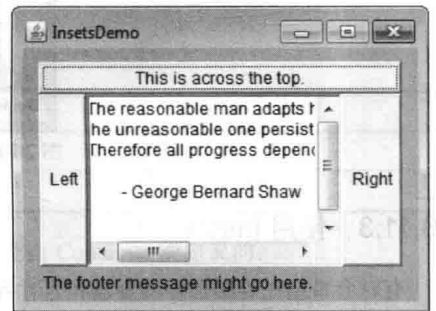 InsetsDemo
This is across the top.
The reasonable man adapts
he unreasonable one persist
Therefore all progress depend
Left
Right
- George Bernard Shaw
The footer message might go here.